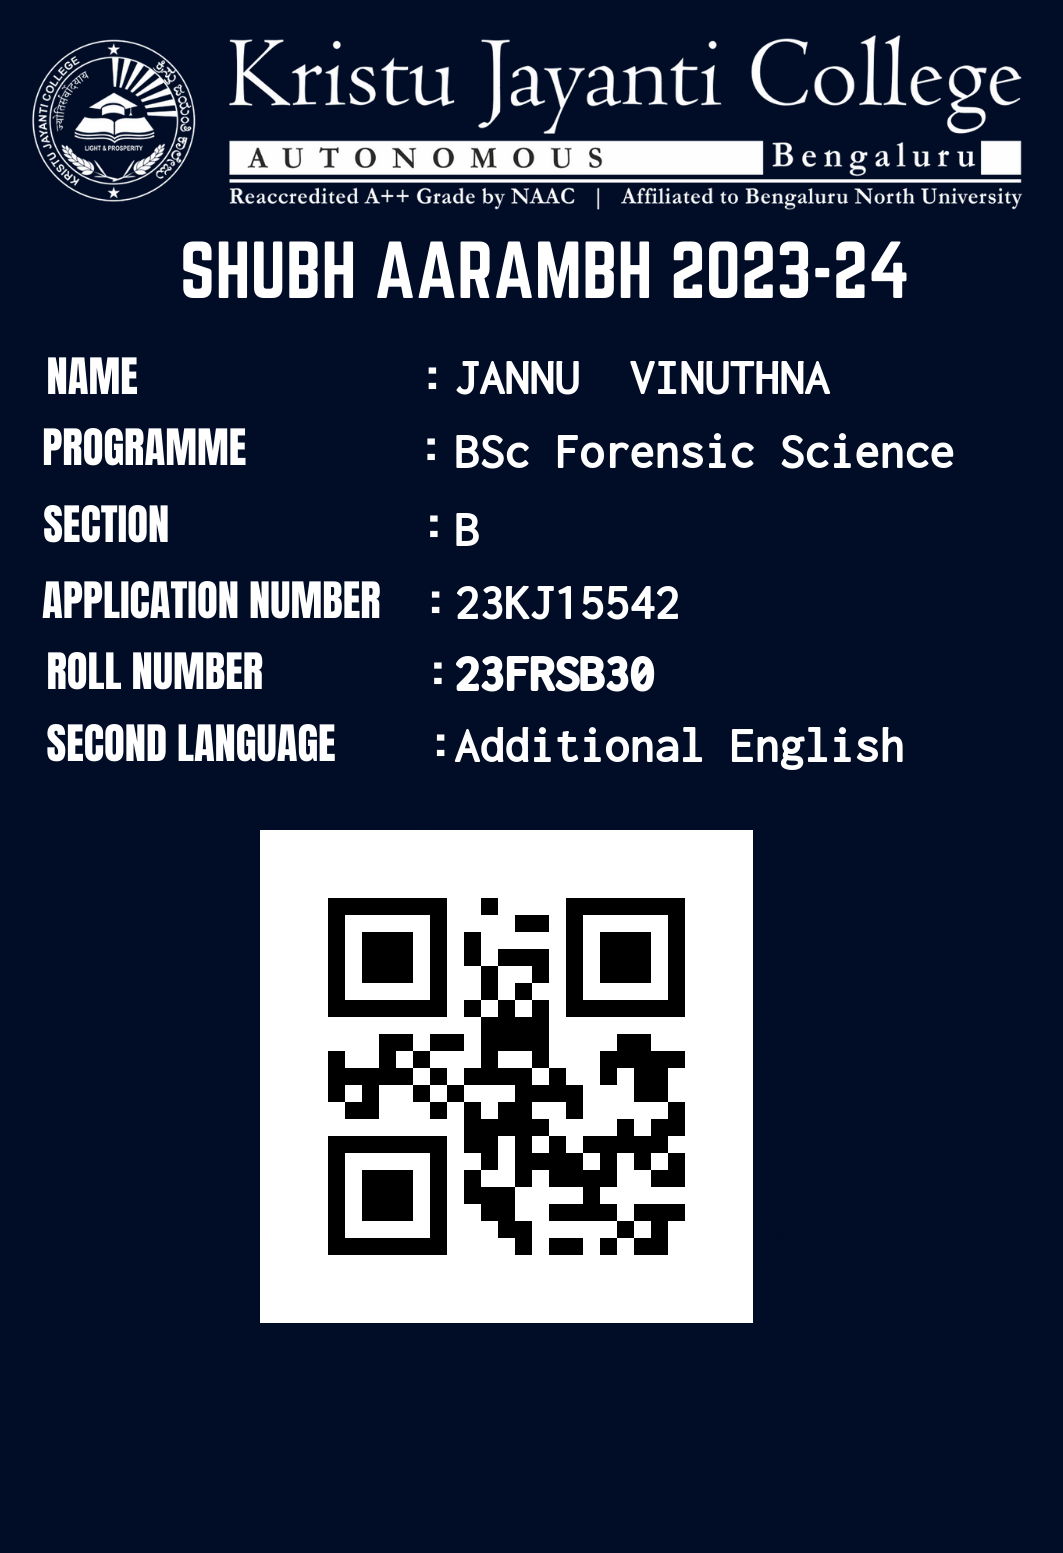 KRISTU JAYANTI COLLEGE
ಕ್ರಿಸ್ತು ಜಯಂತಿ ಕಾಲೇಜು
ज्योतिर्समृद्धिश्च
LIGHT & PROSPERITY
Kristu Jayanti College
AUTONOMOUS Bengaluru
Reaccredited A++ Grade by NAAC | Affiliated to Bengaluru North University
SHUBH AARAMBH 2023-24
NAME : JANNU VINUTHNA
PROGRAMME : BSc Forensic Science
SECTION : B
APPLICATION NUMBER : 23KJ15542
ROLL NUMBER : 23FRSB30
SECOND LANGUAGE : Additional English